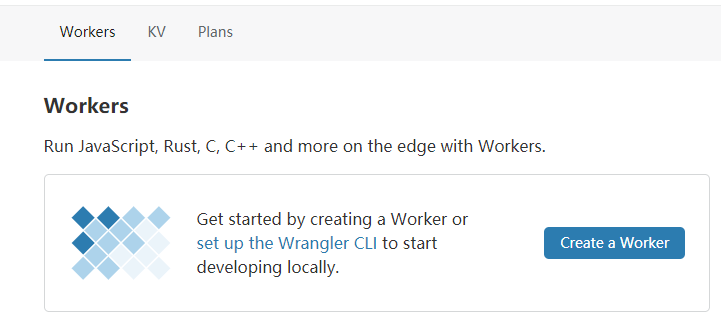 Workers KV Plans
Workers
Run JavaScript, Rust, C, C++ and more on the edge with Workers.
Get started by creating a Worker or
set up the Wrangler CLI to start
developing locally.
Create a Worker